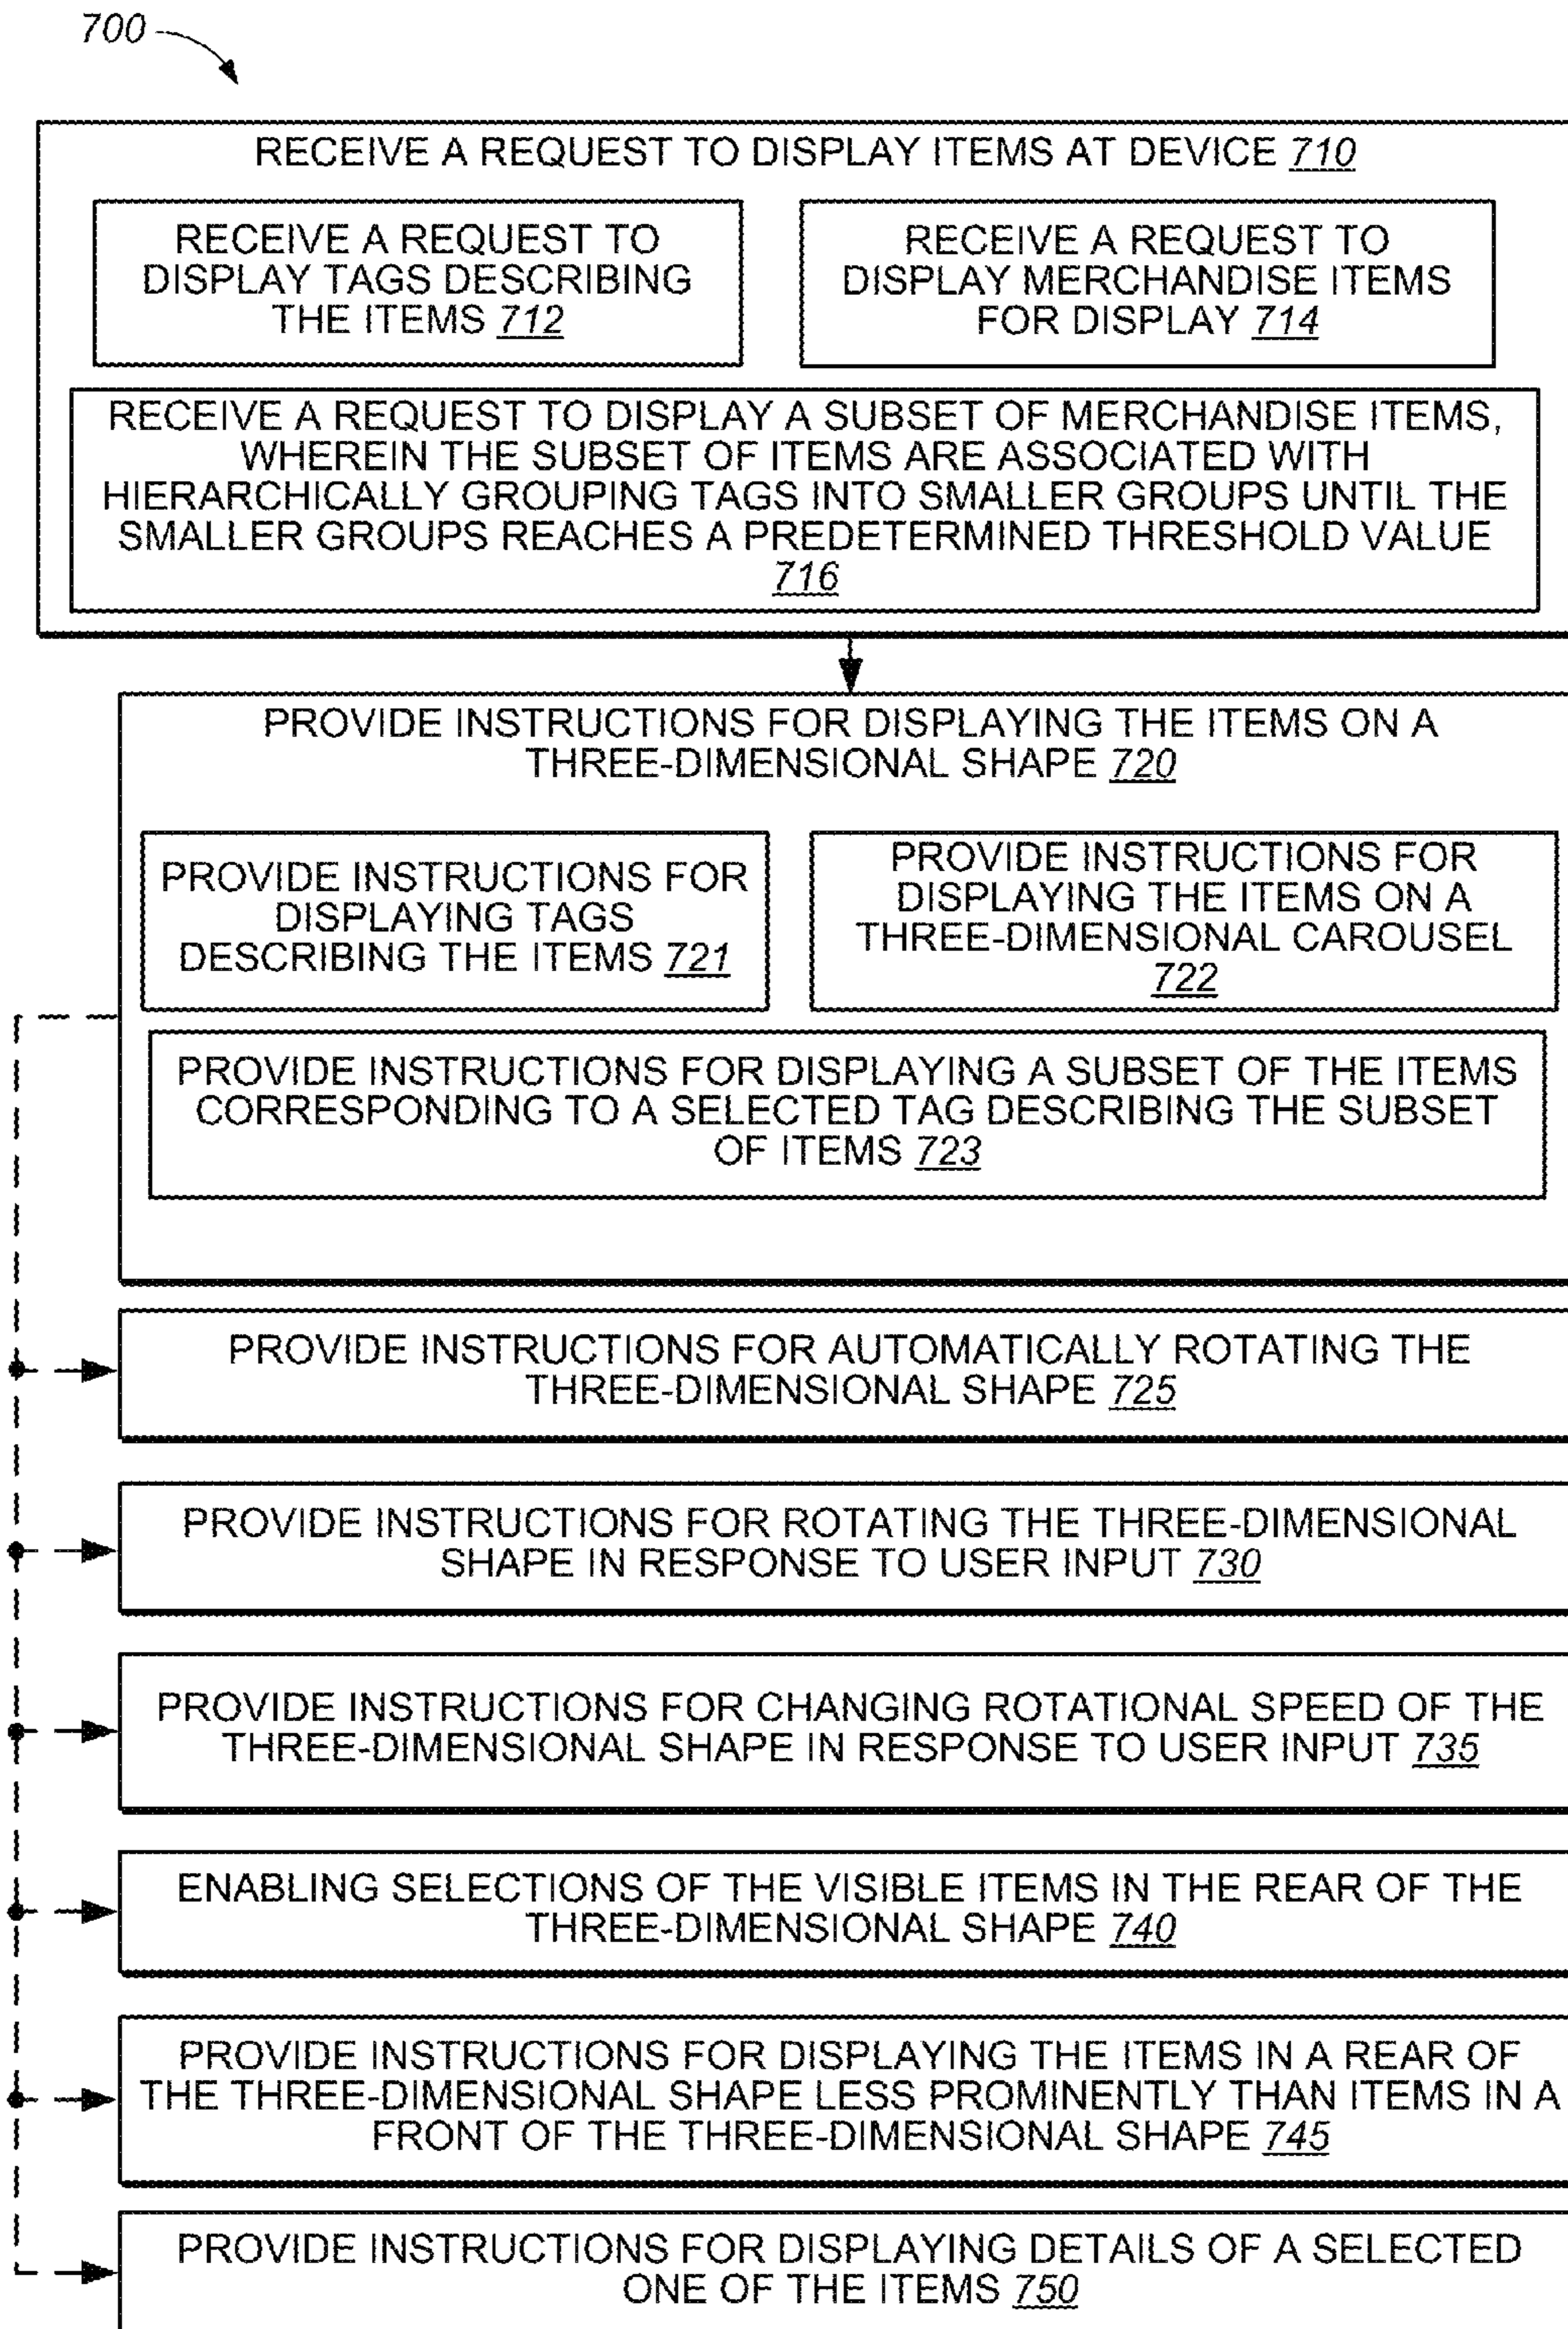 700
RECEIVE A REQUEST TO DISPLAY ITEMS AT DEVICE 710
RECEIVE A REQUEST TO
DISPLAY TAGS DESCRIBING
THE ITEMS 712
RECEIVE A REQUEST TO
DISPLAY MERCHANDISE ITEMS
FOR DISPLAY 714
RECEIVE A REQUEST TO DISPLAY A SUBSET OF MERCHANDISE ITEMS,
WHEREIN THE SUBSET OF ITEMS ARE ASSOCIATED WITH
HIERARCHICALLY GROUPING TAGS INTO SMALLER GROUPS UNTIL THE
SMALLER GROUPS REACHES A PREDETERMINED THRESHOLD VALUE
716
PROVIDE INSTRUCTIONS FOR DISPLAYING THE ITEMS ON A
THREE-DIMENSIONAL SHAPE 720
PROVIDE INSTRUCTIONS FOR
DISPLAYING TAGS
DESCRIBING THE ITEMS 721
PROVIDE INSTRUCTIONS FOR
DISPLAYING THE ITEMS ON A
THREE-DIMENSIONAL CAROUSEL
722
PROVIDE INSTRUCTIONS FOR DISPLAYING A SUBSET OF THE ITEMS
CORRESPONDING TO A SELECTED TAG DESCRIBING THE SUBSET
OF ITEMS 723
PROVIDE INSTRUCTIONS FOR AUTOMATICALLY ROTATING THE
THREE-DIMENSIONAL SHAPE 725
PROVIDE INSTRUCTIONS FOR ROTATING THE THREE-DIMENSIONAL
SHAPE IN RESPONSE TO USER INPUT 730
PROVIDE INSTRUCTIONS FOR CHANGING ROTATIONAL SPEED OF THE
THREE-DIMENSIONAL SHAPE IN RESPONSE TO USER INPUT 735
ENABLING SELECTIONS OF THE VISIBLE ITEMS IN THE REAR OF THE
THREE-DIMENSIONAL SHAPE 740
PROVIDE INSTRUCTIONS FOR DISPLAYING THE ITEMS IN A REAR OF
THE THREE-DIMENSIONAL SHAPE LESS PROMINENTLY THAN ITEMS IN A
FRONT OF THE THREE-DIMENSIONAL SHAPE 745
PROVIDE INSTRUCTIONS FOR DISPLAYING DETAILS OF A SELECTED
ONE OF THE ITEMS 750